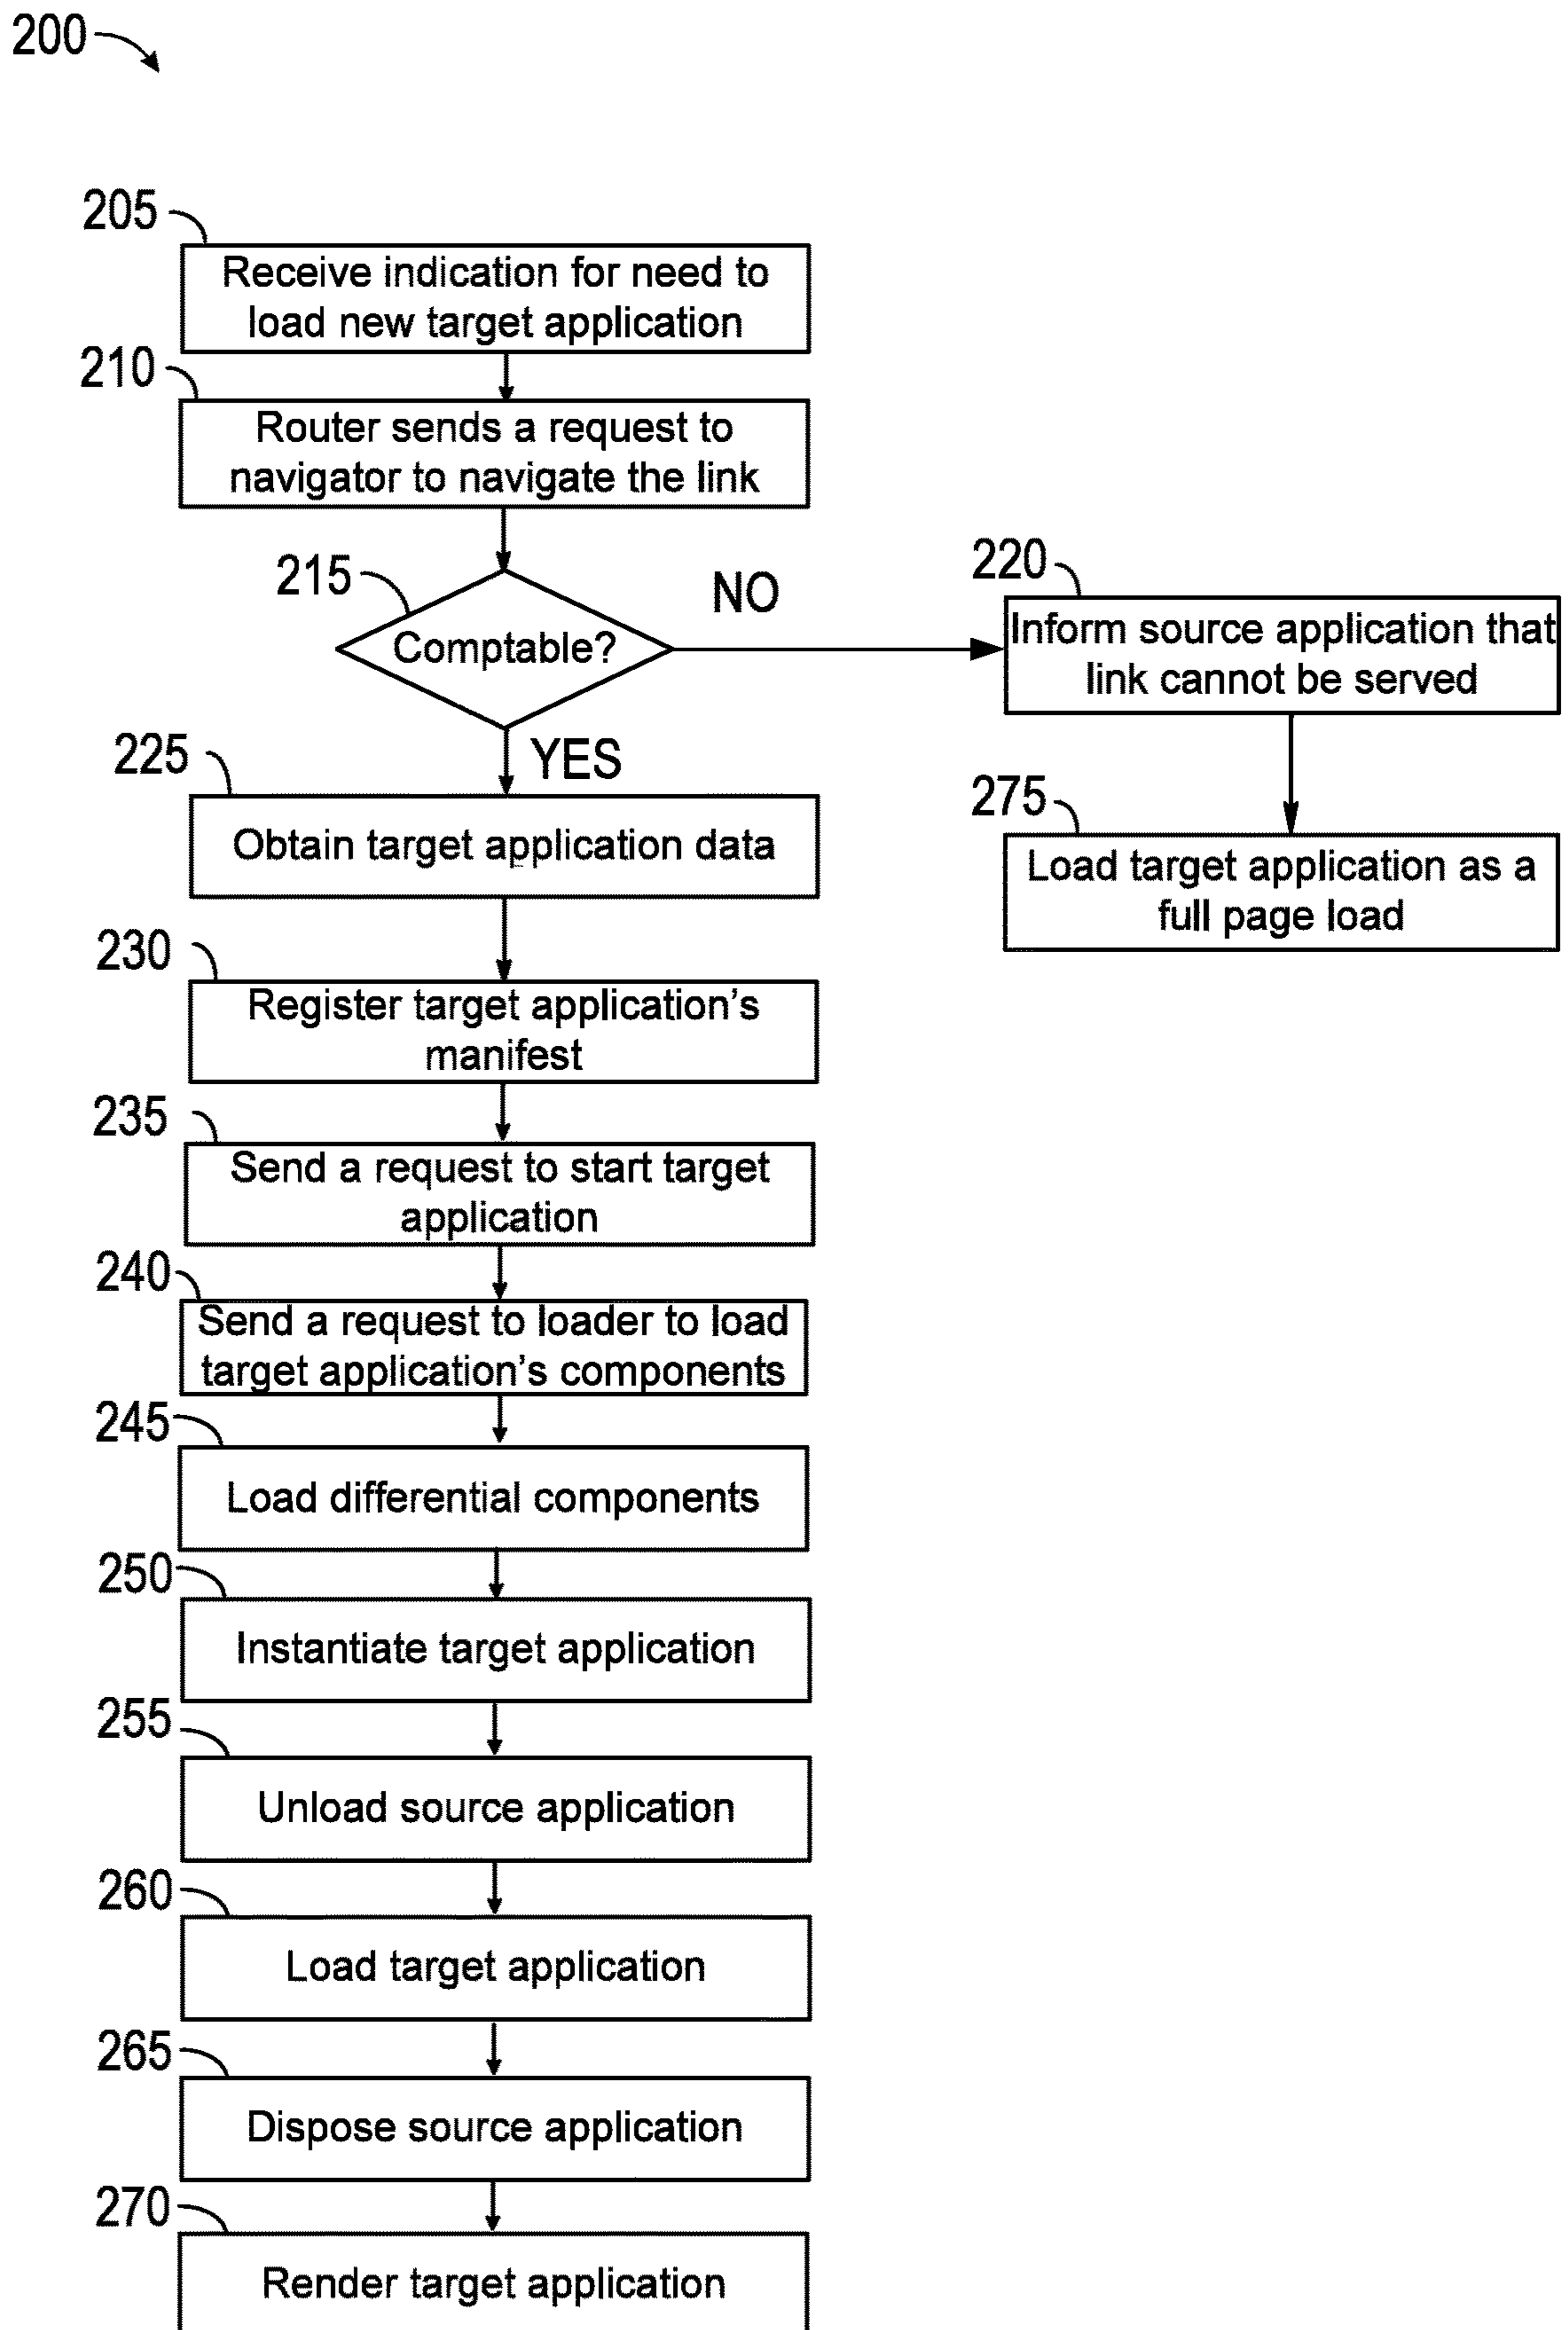 200
205
Receive indication for need to
load new target application
210
Router sends a request to
navigator to navigate the link
215
Comptable?
NO
220
Inform source application that
link cannot be served
YES
225
Obtain target application data
275
Load target application as a
full page load
230
Register target application’s
manifest
235
Send a request to start target
application
240
Send a request to loader to load
target application’s components
245
Load differential components
250
Instantiate target application
255
Unload source application
260
Load target application
265
Dispose source application
270
Render target application